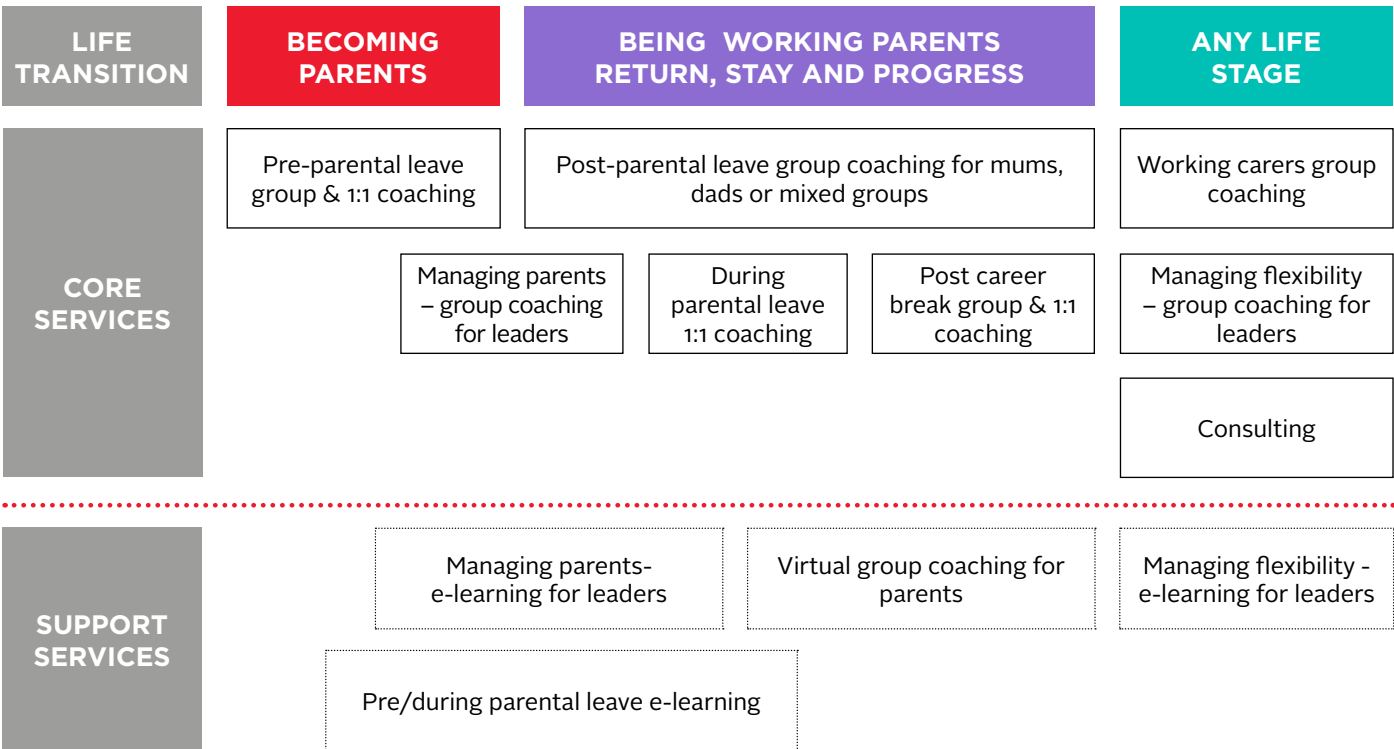 LIFE
TRANSITION
BECOMING
PARENTS
BEING WORKING PARENTS
RETURN, STAY AND PROGRESS
ANY LIFE
STAGE
CORE
SERVICES
Pre-parental leave
group & 1:1 coaching
Post-parental leave group coaching for mums,
dads or mixed groups
Working carers group
coaching
Managing parents
– group coaching
for leaders
During
parental leave
1:1 coaching
Post career
break group & 1:1
coaching
Managing flexibility
– group coaching for
leaders
Consulting
SUPPORT
SERVICES
Managing parents-
e-learning for leaders
Virtual group coaching for
parents
Managing flexibility -
e-learning for leaders
Pre/during parental leave e-learning